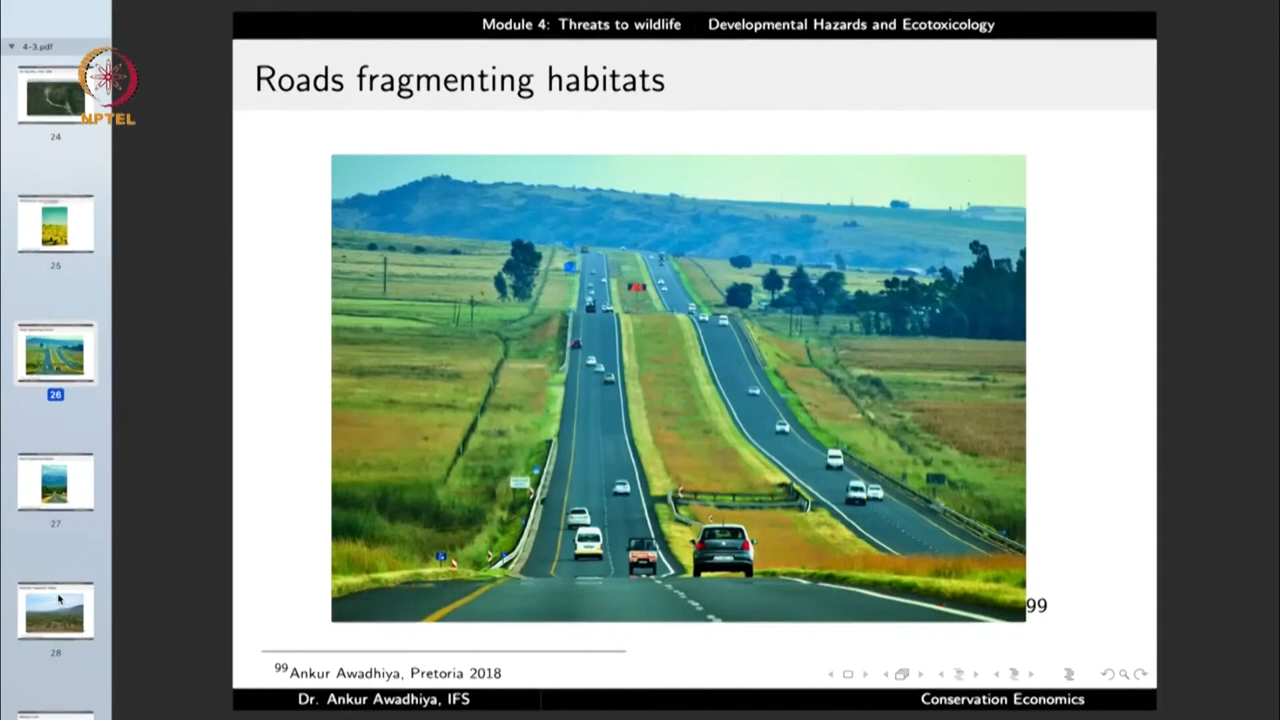 Module 4: Threats to wildlife Developmental Hazards and Ecotoxicology
4-3.pdf
NPTEL
Roads fragmenting habitats
24
25
26
27
28
99
99 Ankur Awadhiya, Pretoria 2018
Dr. Ankur Awadhiya, IFS Conservation Economics